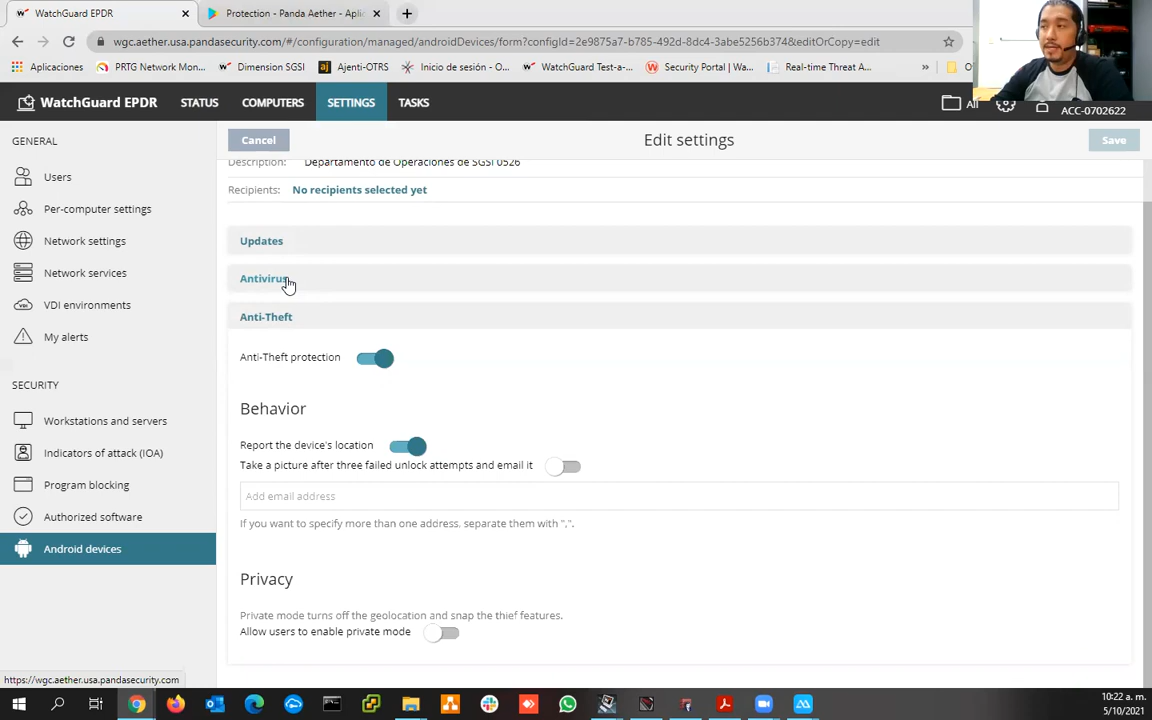 WatchGuard EPDR
Protection - Panda Aether - Aplic
wgc.aether.usa.pandasecurity.com/#/configuration/managed/androidDevices/form?configId=2e9875a7-b785-492d-8dc4-3abe5256b374&editOrCopy=edit
Aplicaciones
PRTG Network Mon...
Dimension SGSI
Ajenti-OTRS
Inicio de sesión - O...
WatchGuard Test-a...
Security Portal | Wa...
Real-time Threat A...
»
WatchGuard EPDR
STATUS
COMPUTERS
SETTINGS
TASKS
All
ACC-0702622
GENERAL
Users
Per-computer settings
Network settings
Network services
VDI environments
My alerts
SECURITY
Workstations and servers
Indicators of attack (IOA)
Program blocking
Authorized software
Android devices
Cancel
Edit settings
Save
Description: Departamento de Operaciones de SGSI 0526
Recipients: No recipients selected yet
Updates
Antivirus
Anti-Theft
Anti-Theft protection
Behavior
Report the device's location
Take a picture after three failed unlock attempts and email it
Add email address
If you want to specify more than one address, separate them with ",".
Privacy
Private mode turns off the geolocation and snap the thief features.
Allow users to enable private mode
https://wgc.aether.usa.pandasecurity.com
10:22 a. m.
5/10/2021